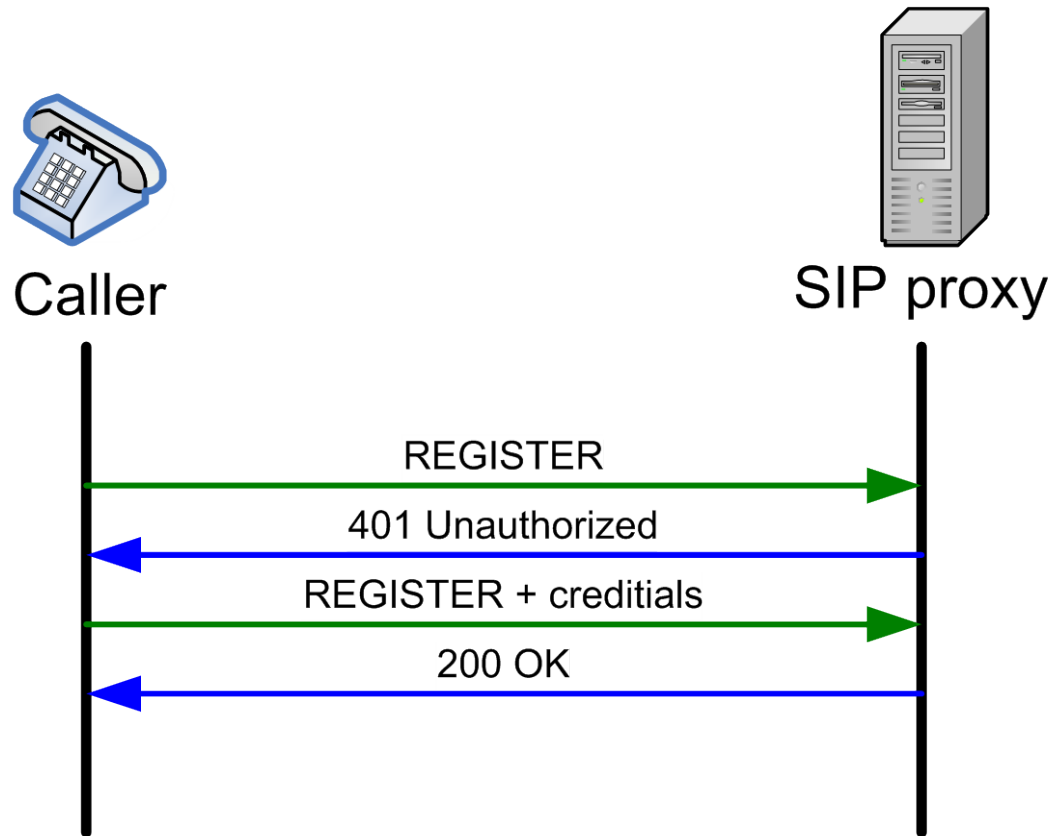 Caller
SIP proxy
REGISTER
401 Unauthorized
REGISTER + creditials
200 OK